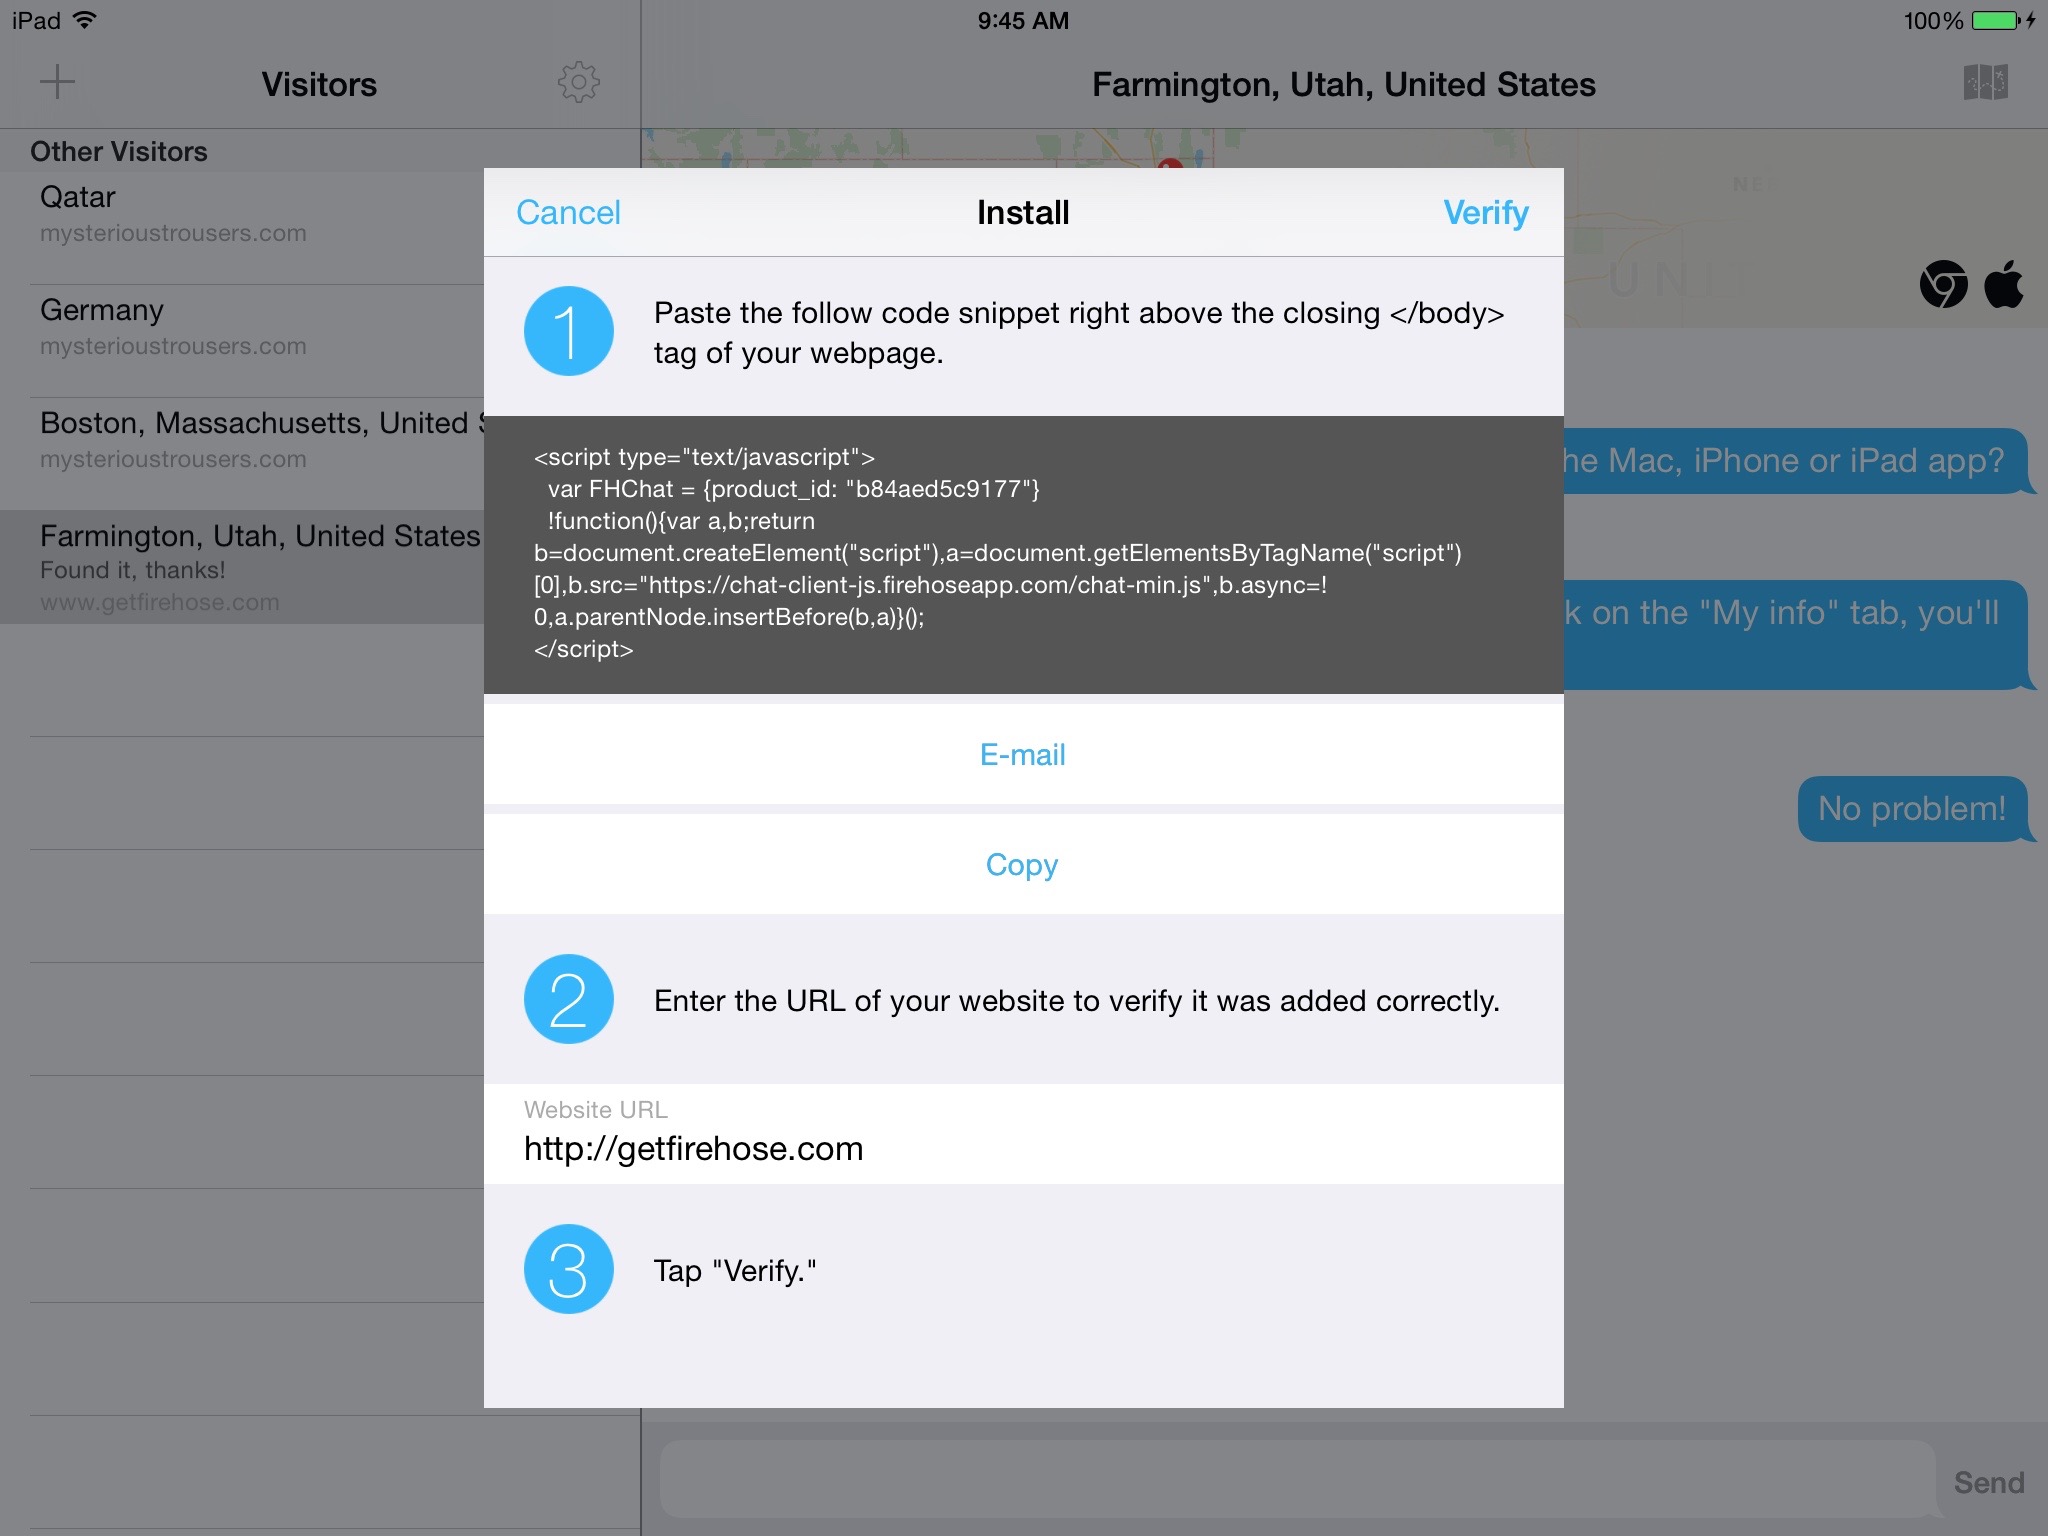 iPad
9:45 AM
100%
Visitors
Farmington, Utah, United States
Other Visitors
Qatar
mysterioustrousers.com
Germany
mysterioustrousers.com
Boston, Massachusetts, United
mysterioustrousers.com
Farmington, Utah, United States
Found it, thanks!
www.getfirehose.com
Cancel
Install
Verify
1
Paste the follow code snippet right above the closing </body>
tag of your webpage.
<script type="text/javascript">
var FHChat = {product_id: "b84aed5c9177"}
!function(){var a,b;return
b=document.createElement("script"),a=document.getElementsByTagName("script")
[0],b.src="https://chat-client-js.firehoseapp.com/chat-min.js",b.async=!
0,a.parentNode.insertBefore(b,a)}();
</script>
E-mail
Copy
2
Enter the URL of your website to verify it was added correctly.
Website URL
http://getfirehose.com
3
Tap "Verify."
he Mac, iPhone or iPad app?
k on the "My info" tab, you'll
No problem!
Send